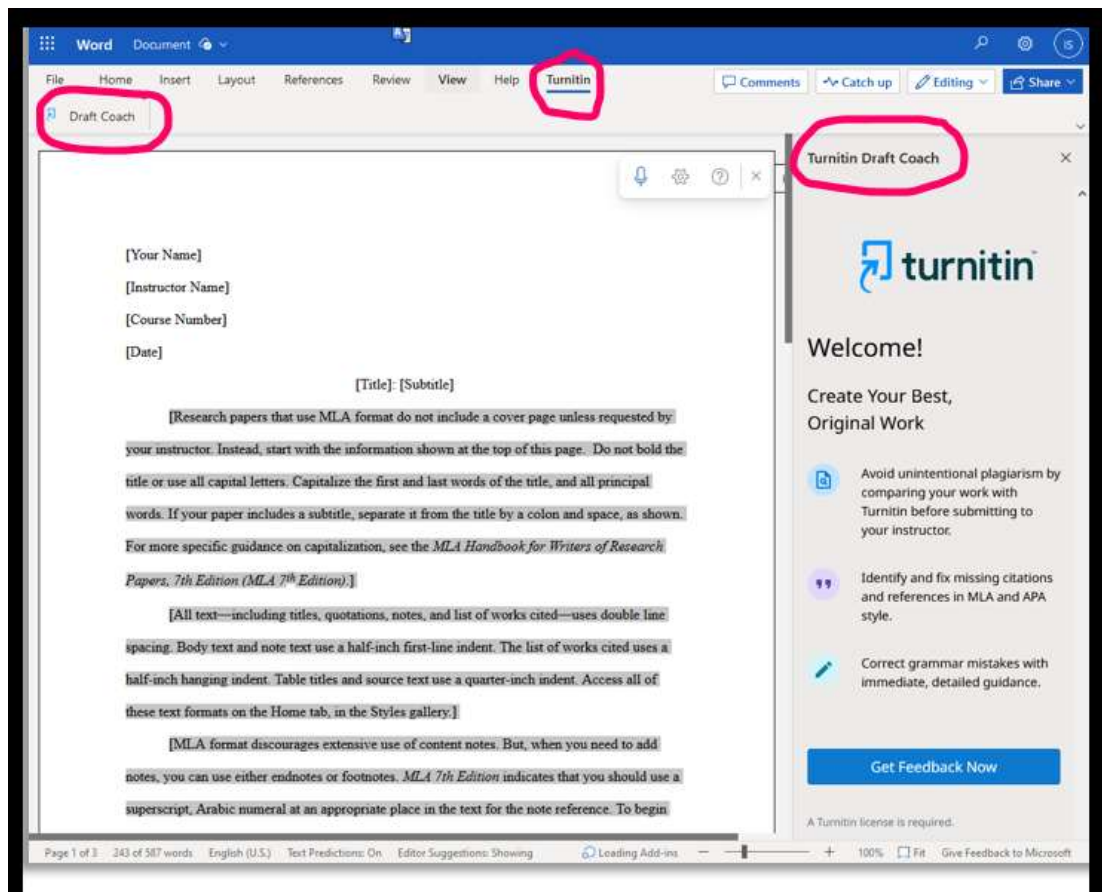 Word Document
IS
File Home Insert Layout References Review View Help Turnitin
Comments Catch up Editing Share
Draft Coach
[Your Name]
[Instructor Name]
[Course Number]
[Date]
[Title]: [Subtitle]
[Research papers that use MLA format do not include a cover page unless requested by
your instructor. Instead, start with the information shown at the top of this page. Do not bold the
title or use all capital letters. Capitalize the first and last words of the title, and all principal
words. If your paper includes a subtitle, separate it from the title by a colon and space, as shown.
For more specific guidance on capitalization, see the MLA Handbook for Writers of Research
Papers, 7th Edition (MLA 7th Edition).]
[All text—including titles, quotations, notes, and list of works cited—uses double line
spacing. Body text and note text use a half-inch first-line indent. The list of works cited uses a
half-inch hanging indent. Table titles and source text use a quarter-inch indent. Access all of
these text formats on the Home tab, in the Styles gallery.]
[MLA format discourages extensive use of content notes. But, when you need to add
notes, you can use either endnotes or footnotes. MLA 7th Edition indicates that you should use a
superscript, Arabic numeral at an appropriate place in the text for the note reference. To begin
Turnitin Draft Coach
turnitin
Welcome!
Create Your Best,
Original Work
Avoid unintentional plagiarism by
comparing your work with
Turnitin before submitting to
your instructor.
Identify and fix missing citations
and references in MLA and APA
style.
Correct grammar mistakes with
immediate, detailed guidance.
Get Feedback Now
A Turnitin license is required.
Page 1 of 3 243 of 587 words English (U.S.) Text Predictions: On Editor Suggestions: Showing Loading Add-ins 100% Fit Give Feedback to Microsoft